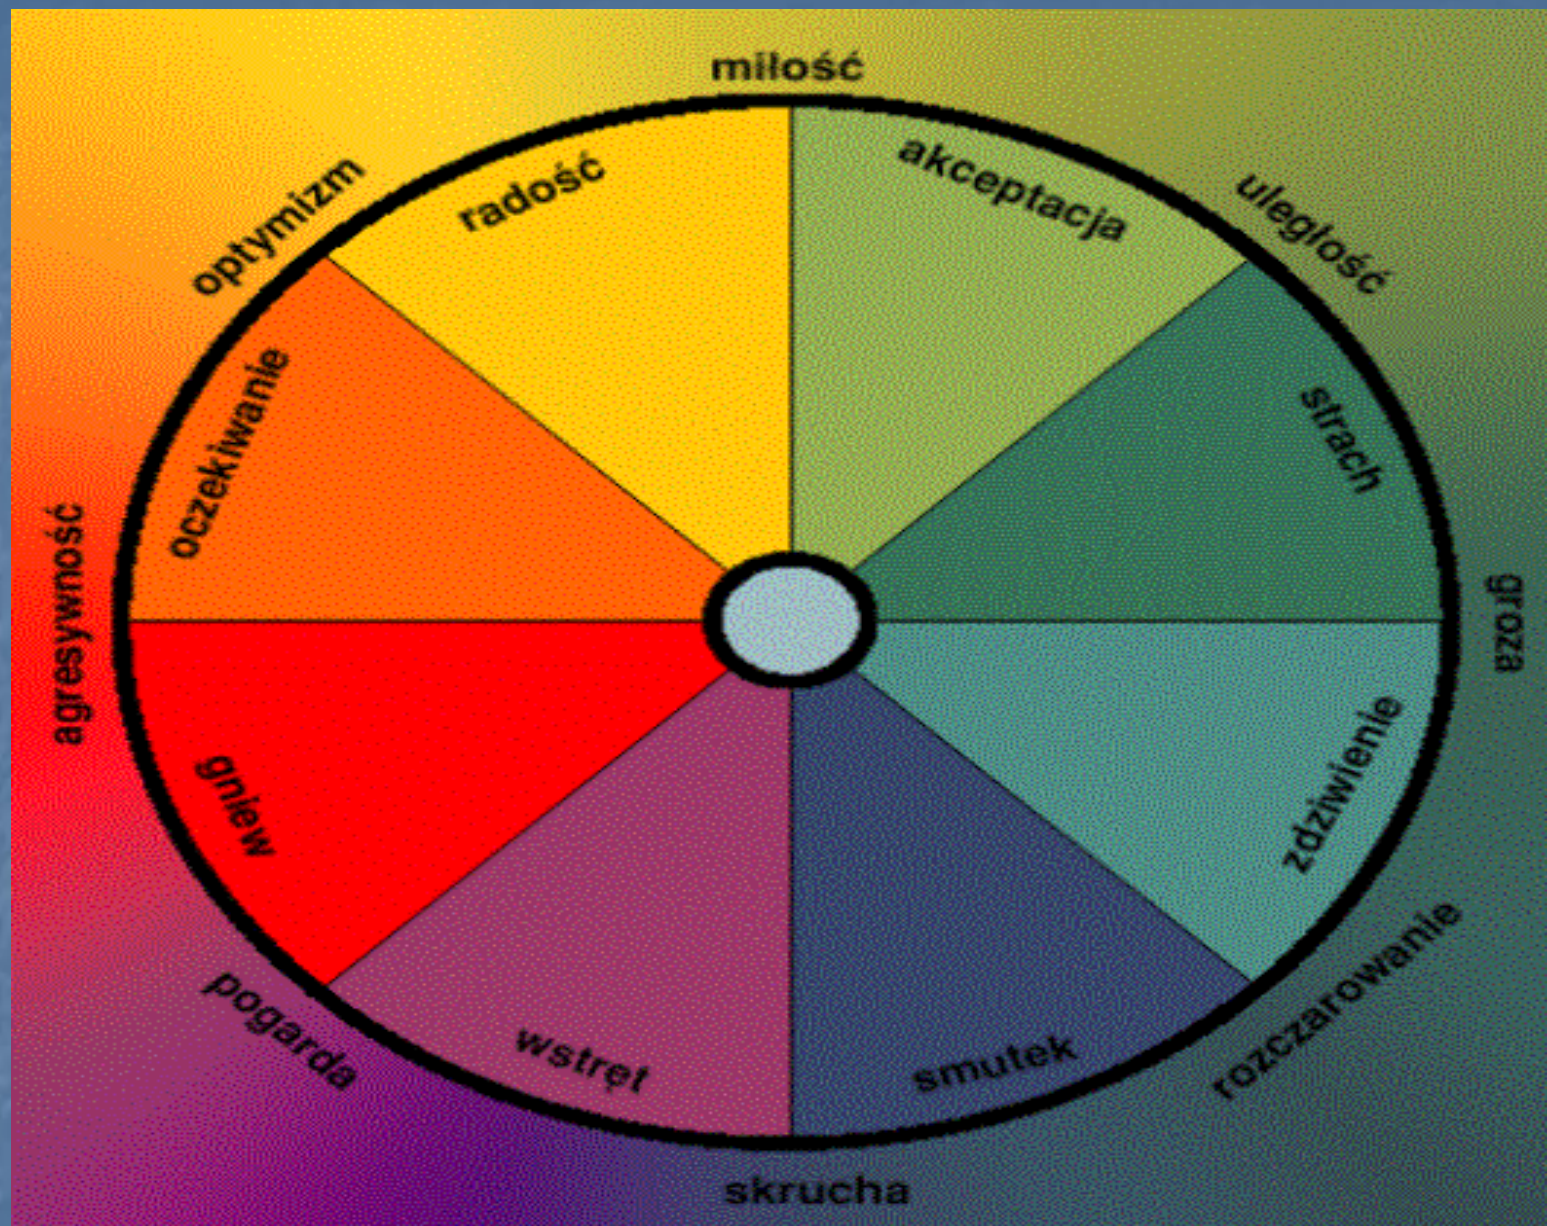 miłość
radość
akceptacja
optymizm
uległość
oczekiwanie
strach
agresywność
groza
gniew
zdziwienie
pogarda
rozczarowanie
wstręt
smutek
skrucha